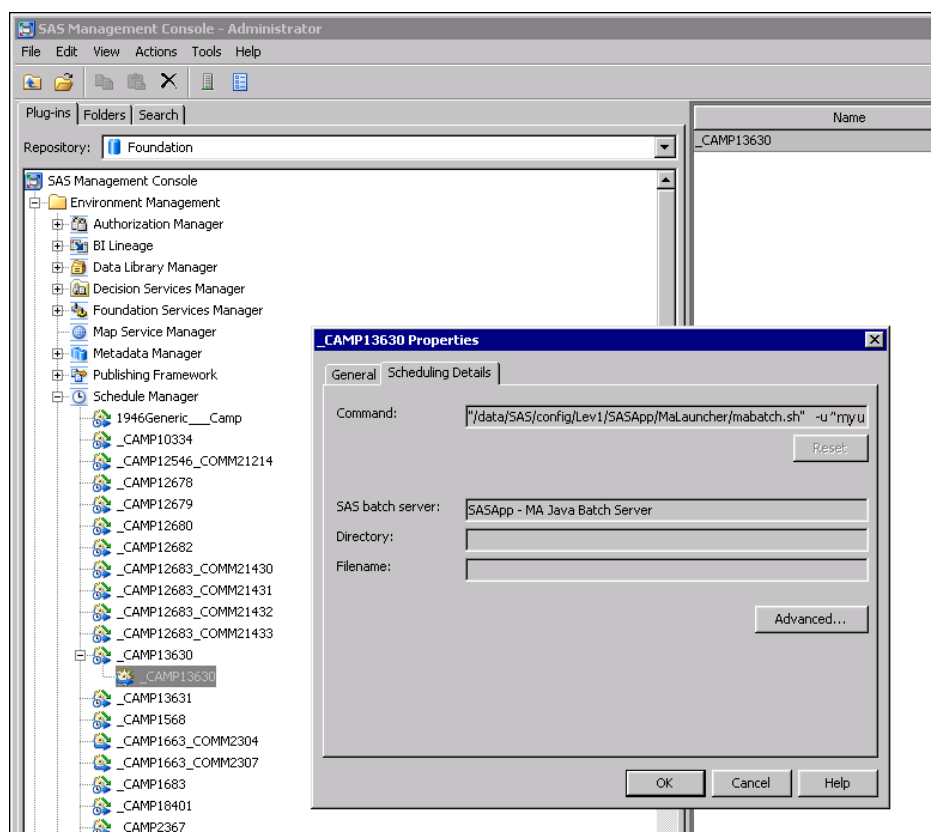 SAS Management Console - Administrator
File Edit View Actions Tools Help
Plug-ins Folders Search
Name
Repository: Foundation
_CAMP13630
SAS Management Console
Environment Management
Authorization Manager
BI Lineage
Data Library Manager
Decision Services Manager
Foundation Services Manager
Map Service Manager
Metadata Manager
Publishing Framework
Schedule Manager
1946Generic___Camp
_CAMP10334
_CAMP12546_COMM21214
_CAMP12678
_CAMP12679
_CAMP12680
_CAMP12682
_CAMP12683_COMM21430
_CAMP12683_COMM21431
_CAMP12683_COMM21432
_CAMP12683_COMM21433
_CAMP13630
_CAMP13630
_CAMP13631
_CAMP1568
_CAMP1663_COMM2304
_CAMP1663_COMM2307
_CAMP1683
_CAMP18401
_CAMP2367
_CAMP13630 Properties
General Scheduling Details
Command: "/data/SAS/config/Lev1/SASApp/MaLauncher/mabatch.sh" -u "my u
Reset
SAS batch server: SASApp - MA Java Batch Server
Directory:
Filename:
Advanced...
OK Cancel Help